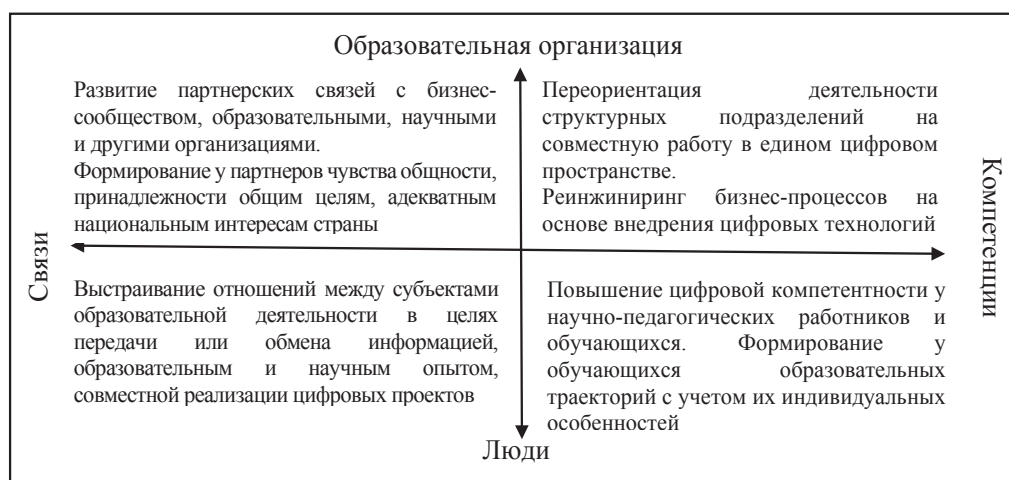 Образовательная организация
Развитие партнерских связей с бизнес-
сообществом, образовательными, научными
и другими организациями.
Формирование у партнеров чувства общности,
принадлежности общим целям, адекватным
национальным интересам страны
Переориентация деятельности
структурных подразделений на
совместную работу в едином цифровом
пространстве.
Реинжиниринг бизнес-процессов на
основе внедрения цифровых технологий
Связи
Компетенции
Выстраивание отношений между субъектами
образовательной деятельности в целях
передачи или обмена информацией,
образовательным и научным опытом,
совместной реализации цифровых проектов
Повышение цифровой компетентности у
научно-педагогических работников и
обучающихся. Формирование у
обучающихся образовательных
траекторий с учетом их индивидуальных
особенностей
Люди